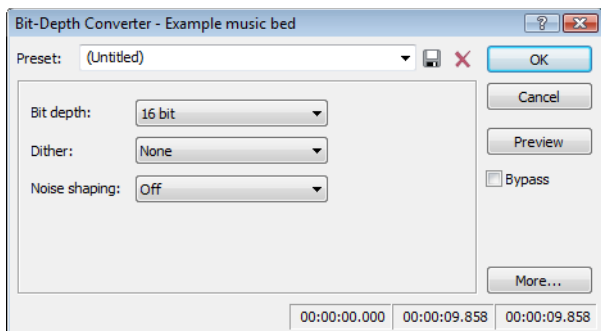 Bit-Depth Converter - Example music bed
Preset: (Untitled)
OK
Cancel
Preview
Bypass
More...
Bit depth: 16 bit
Dither: None
Noise shaping: Off
00:00:00.000 00:00:09.858 00:00:09.858